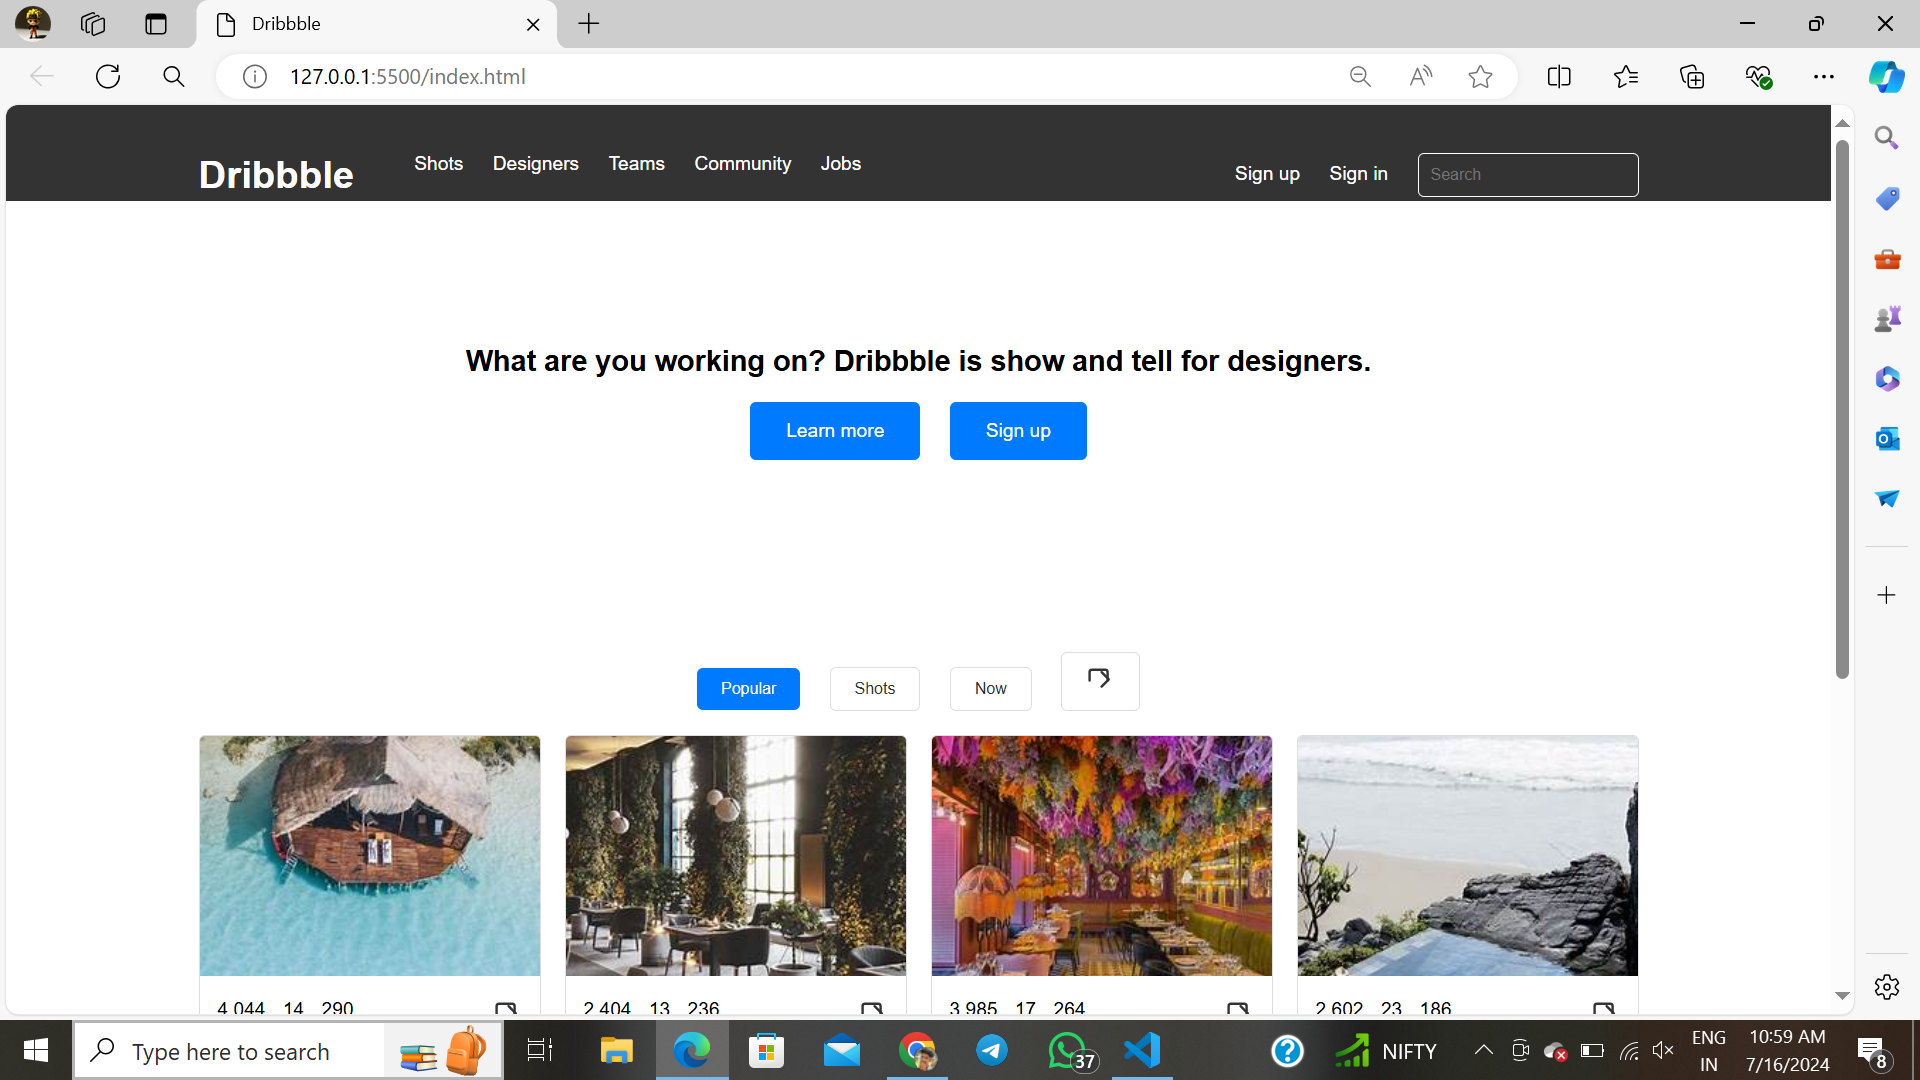 Dribbble
127.0.0.1:5500/index.html
Dribbble
Shots Designers Teams Community Jobs
Sign up Sign in Search
What are you working on? Dribbble is show and tell for designers.
Learn more Sign up
Popular Shots Now
4,044 14 290
2,404 13 236
3,985 17 264
2,602 23 186
Type here to search
37
NIFTY
ENG
IN
10:59 AM
7/16/2024
8